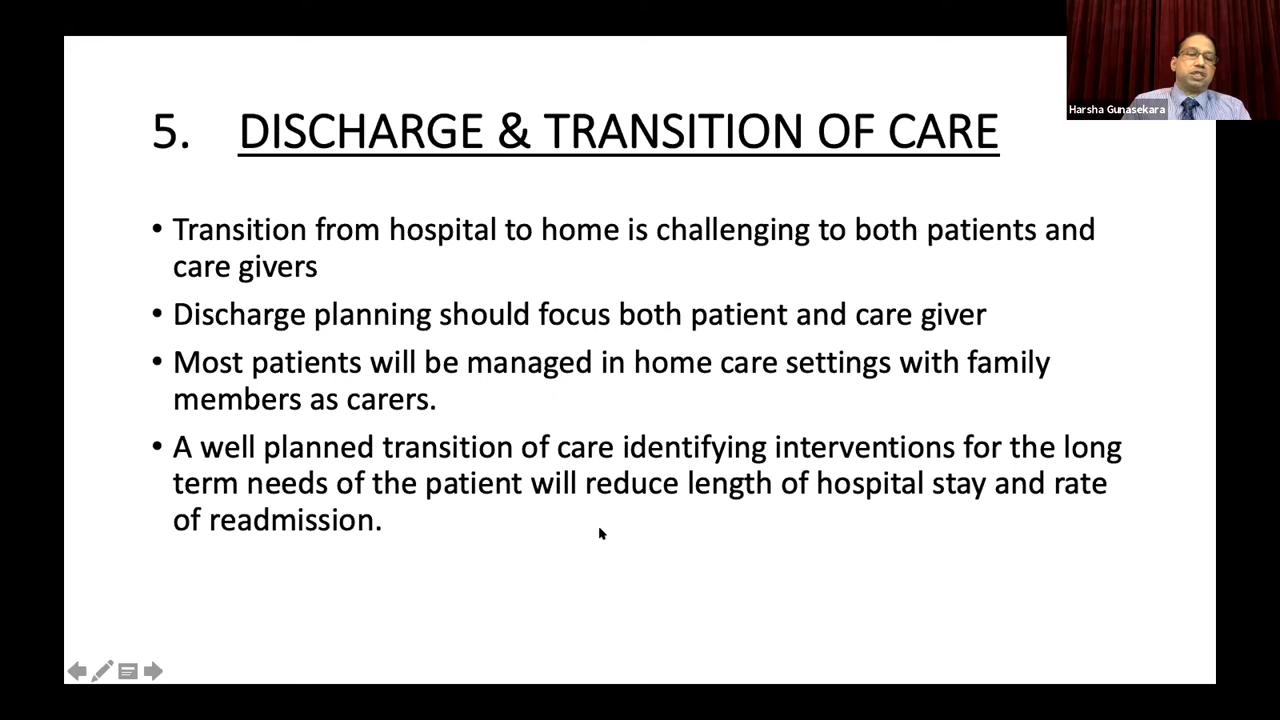 Harsha Gunasekara
5. DISCHARGE & TRANSITION OF CARE
• Transition from hospital to home is challenging to both patients and
care givers
• Discharge planning should focus both patient and care giver
• Most patients will be managed in home care settings with family
members as carers.
• A well planned transition of care identifying interventions for the long
term needs of the patient will reduce length of hospital stay and rate
of readmission.